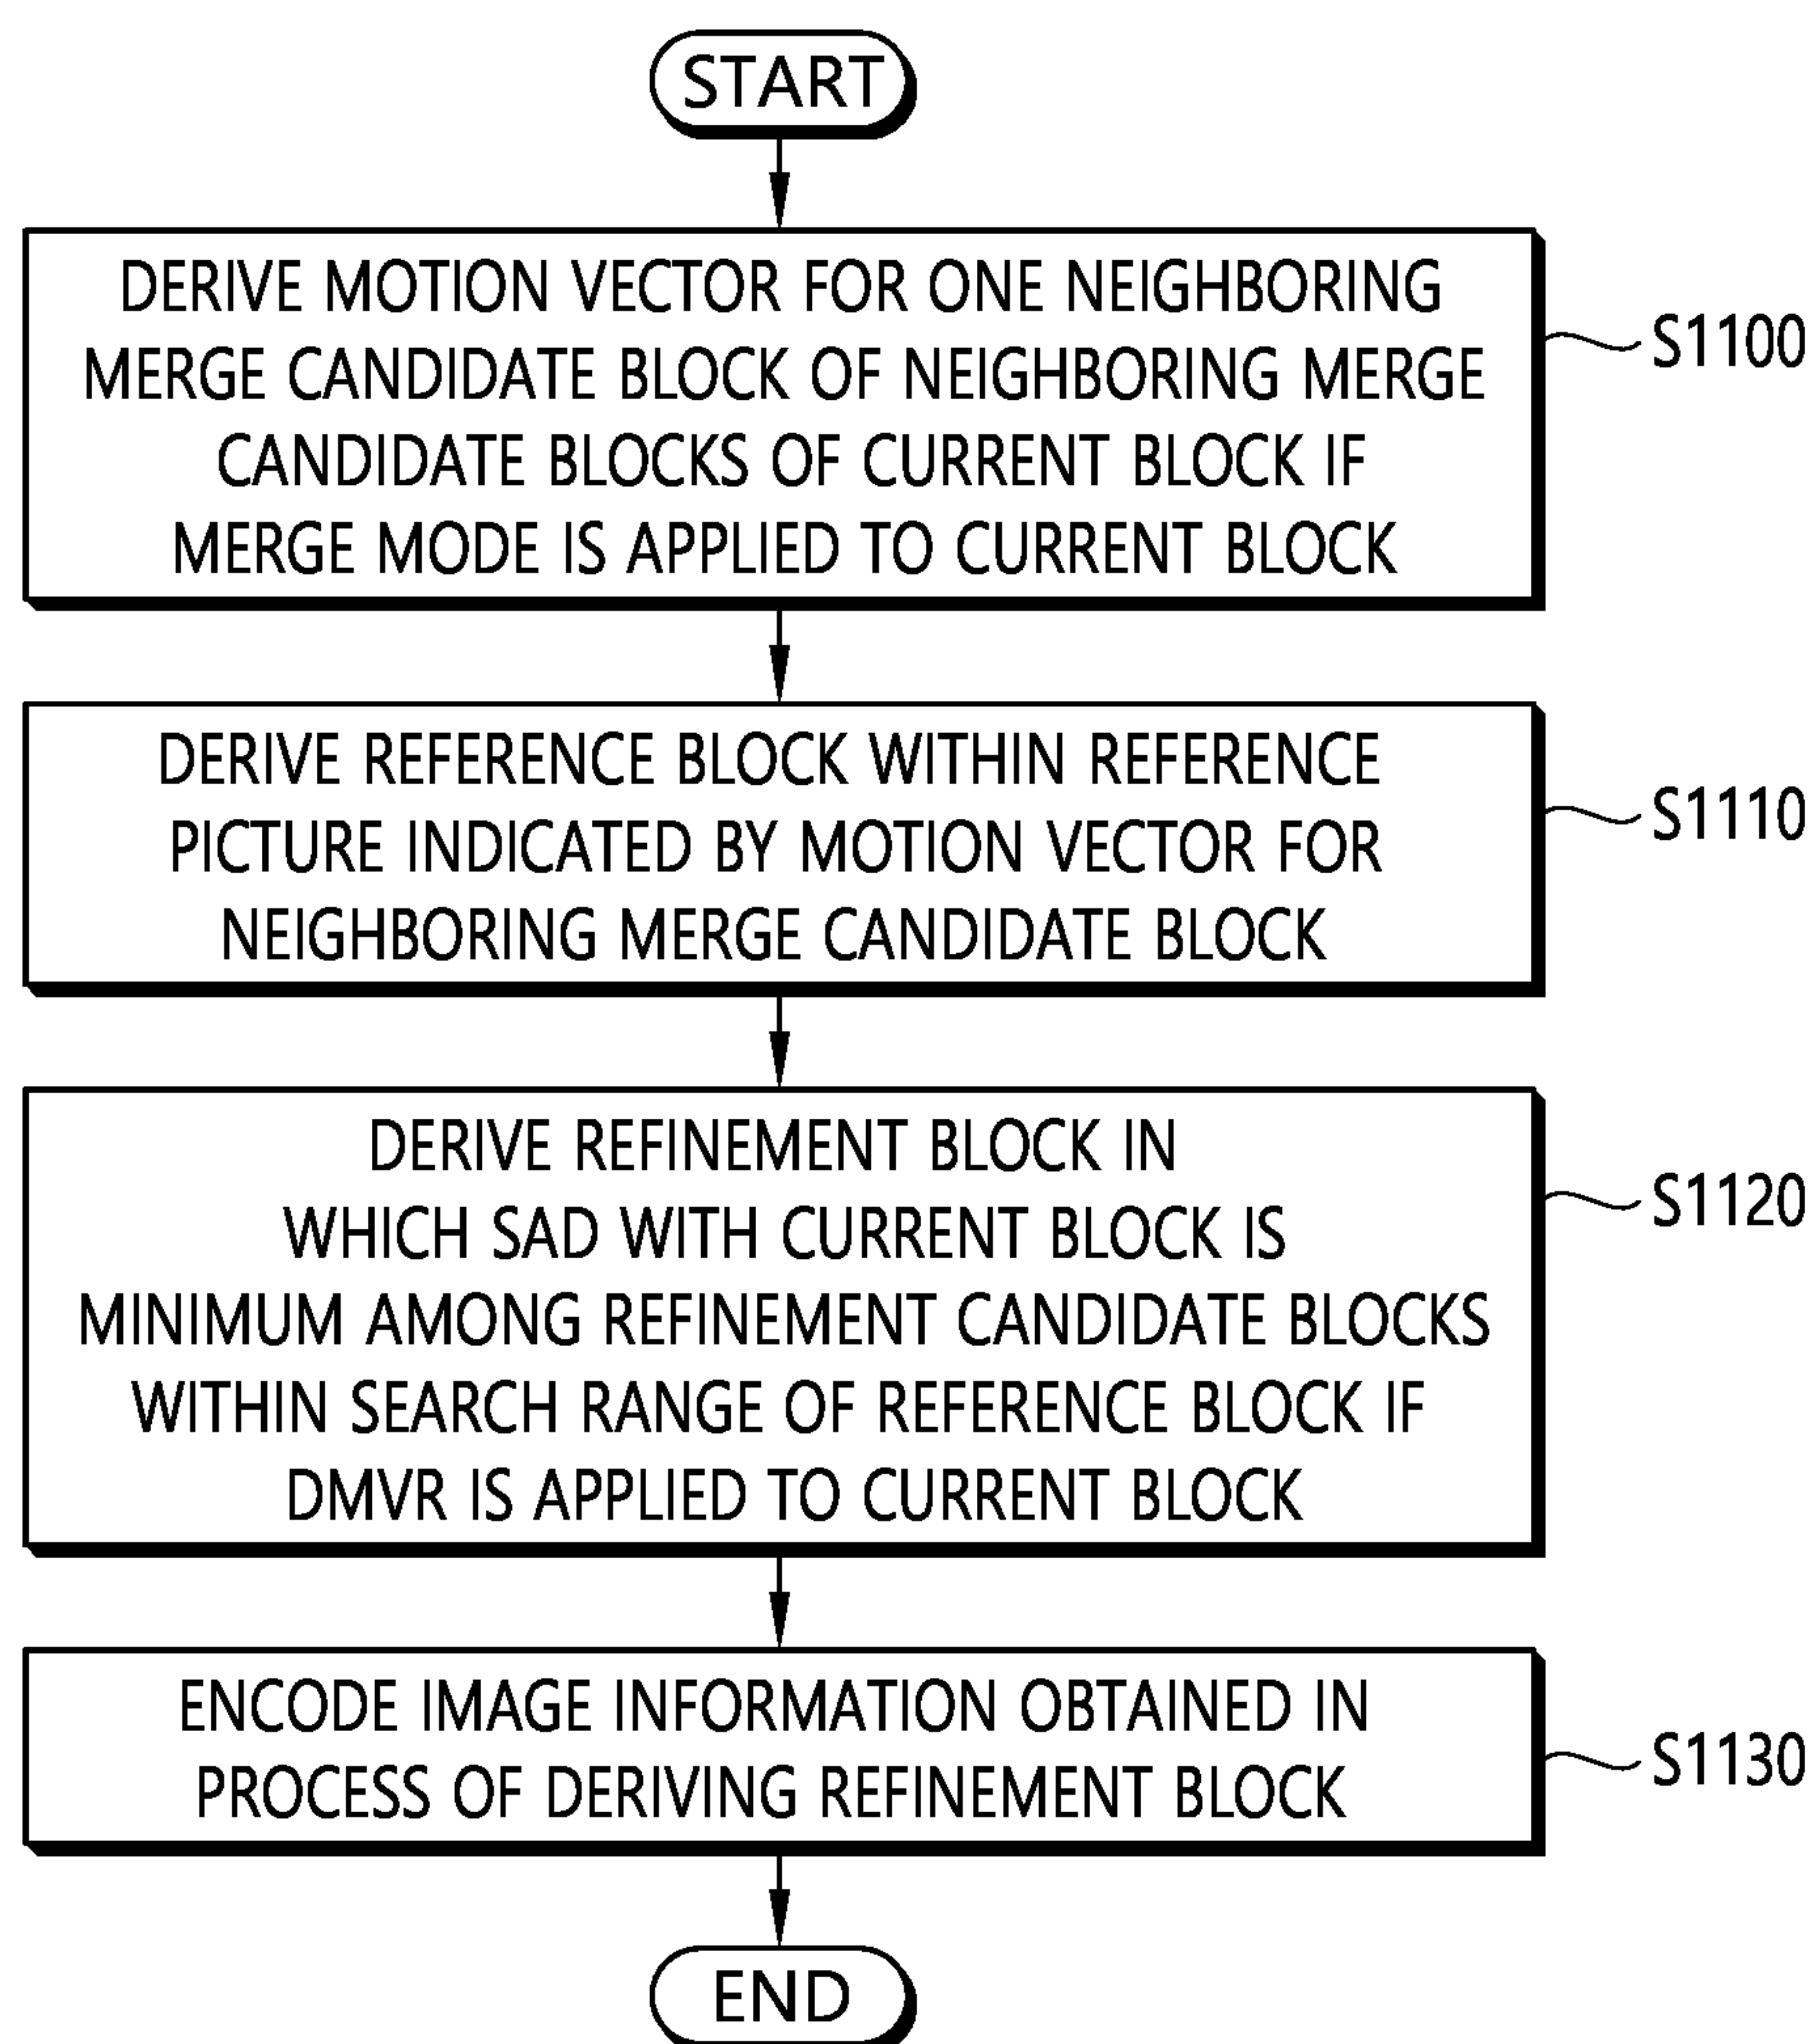 START
DERIVE MOTION VECTOR FOR ONE NEIGHBORING
MERGE CANDIDATE BLOCK OF NEIGHBORING MERGE
CANDIDATE BLOCKS OF CURRENT BLOCK IF
MERGE MODE IS APPLIED TO CURRENT BLOCK
S1100
DERIVE REFERENCE BLOCK WITHIN REFERENCE
PICTURE INDICATED BY MOTION VECTOR FOR
NEIGHBORING MERGE CANDIDATE BLOCK
S1110
DERIVE REFINEMENT BLOCK IN
WHICH SAD WITH CURRENT BLOCK IS
MINIMUM AMONG REFINEMENT CANDIDATE BLOCKS
WITHIN SEARCH RANGE OF REFERENCE BLOCK IF
DMVR IS APPLIED TO CURRENT BLOCK
S1120
ENCODE IMAGE INFORMATION OBTAINED IN
PROCESS OF DERIVING REFINEMENT BLOCK
S1130
END